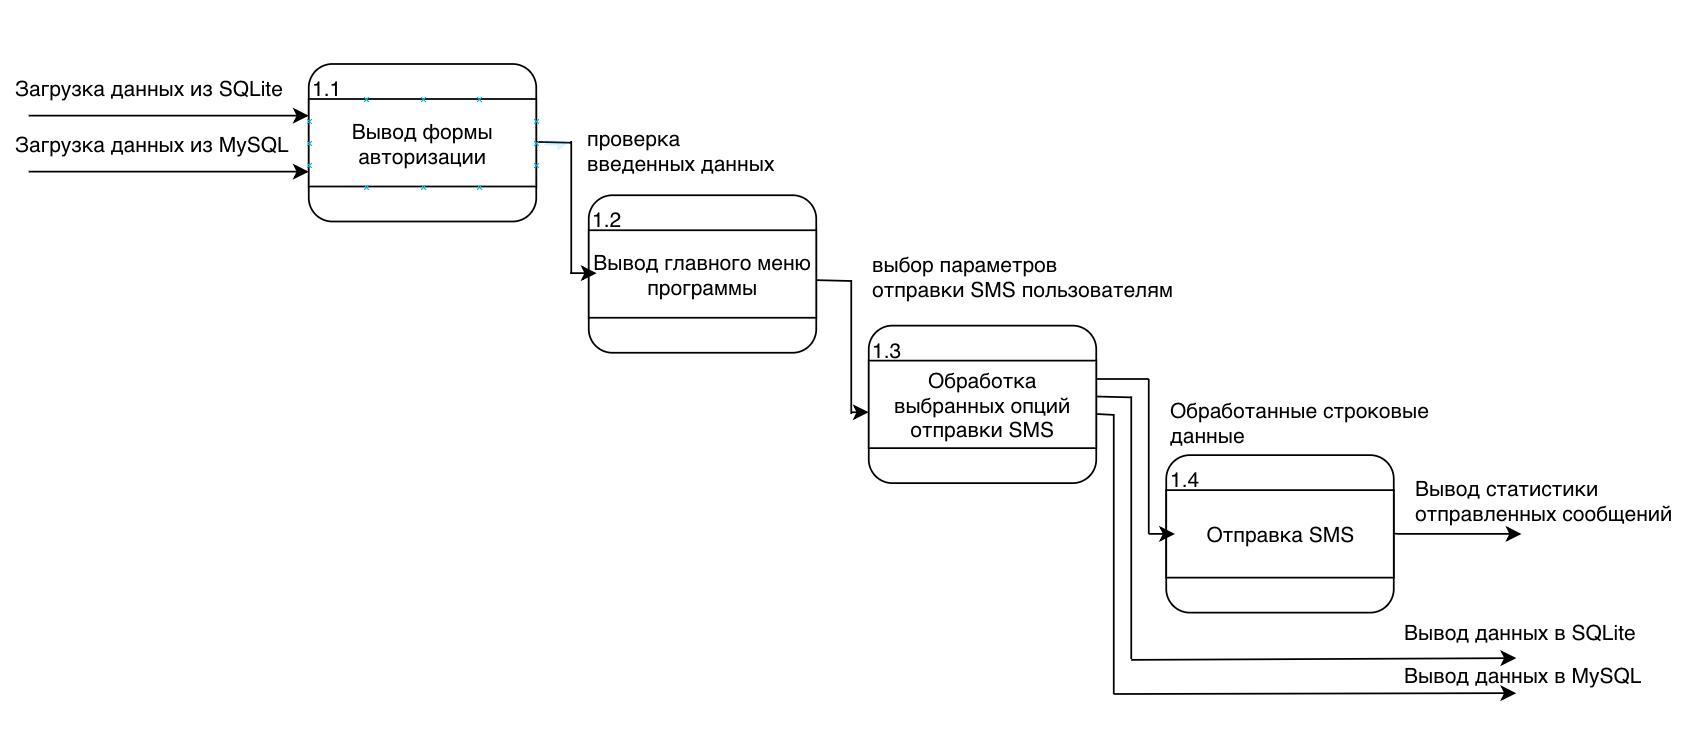 Загрузка данных из SQLite
Загрузка данных из MySQL
1.1
Вывод формы
авторизации
проверка
введенных данных
1.2
Вывод главного меню
программы
выбор параметров
отправки SMS пользователям
1.3
Обработка
выбранных опций
отправки SMS
Обработанные строковые
данные
1.4
Отправка SMS
Вывод статистики
отправленных сообщений
Вывод данных в SQLite
Вывод данных в MySQL